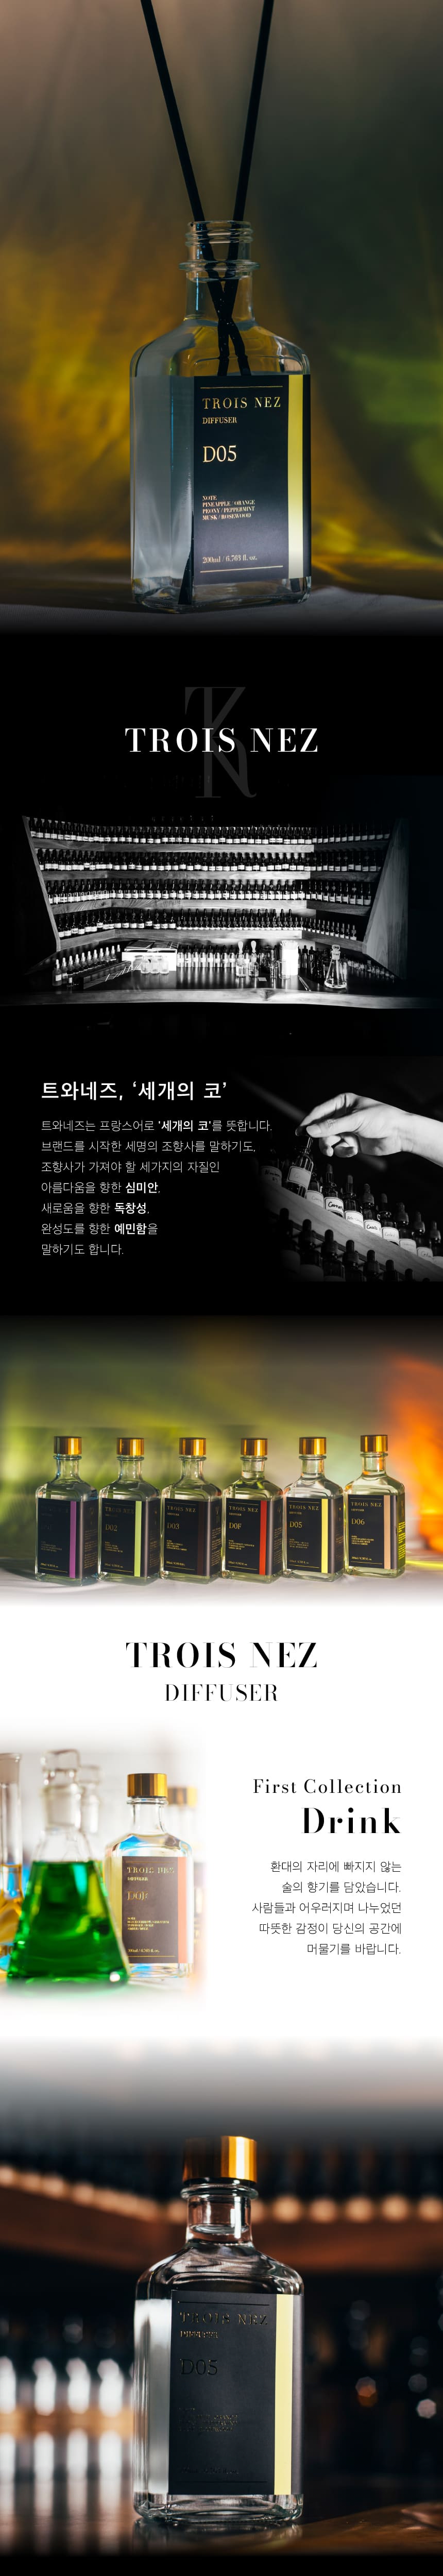 TROIS NEZ
DIFFUSER
D05
NOTE
PINEAPPLE / ORANGE
PEONY / PEPPERMINT
MUSK / ROSEWOOD
200ml / 6.763 fl. oz.
TROIS NEZ
트와네즈, ‘세개의 코’
트와네즈는 프랑스어로 '세개의 코'를 뜻합니다.
브랜드를 시작한 세명의 조향사를 말하기도,
조향사가 가져야 할 세가지의 자질인
아름다움을 향한 심미안,
새로움을 향한 독창성,
완성도를 향한 예민함을
말하기도 합니다.
TROIS NEZ
D02
TROIS NEZ
D03
TROIS NEZ
TROIS NEZ
D05
TROIS NEZ
D06
TROIS NEZ
DIFFUSER
First Collection
Drink
환대의 자리에 빠지지 않는
술의 향기를 담았습니다.
사람들과 어우러지며 나누었던
따뜻한 감정이 당신의 공간에
머물기를 바랍니다.
TROIS NEZ
DIFFUSER
TROIS NEZ
DIFFUSER
D05